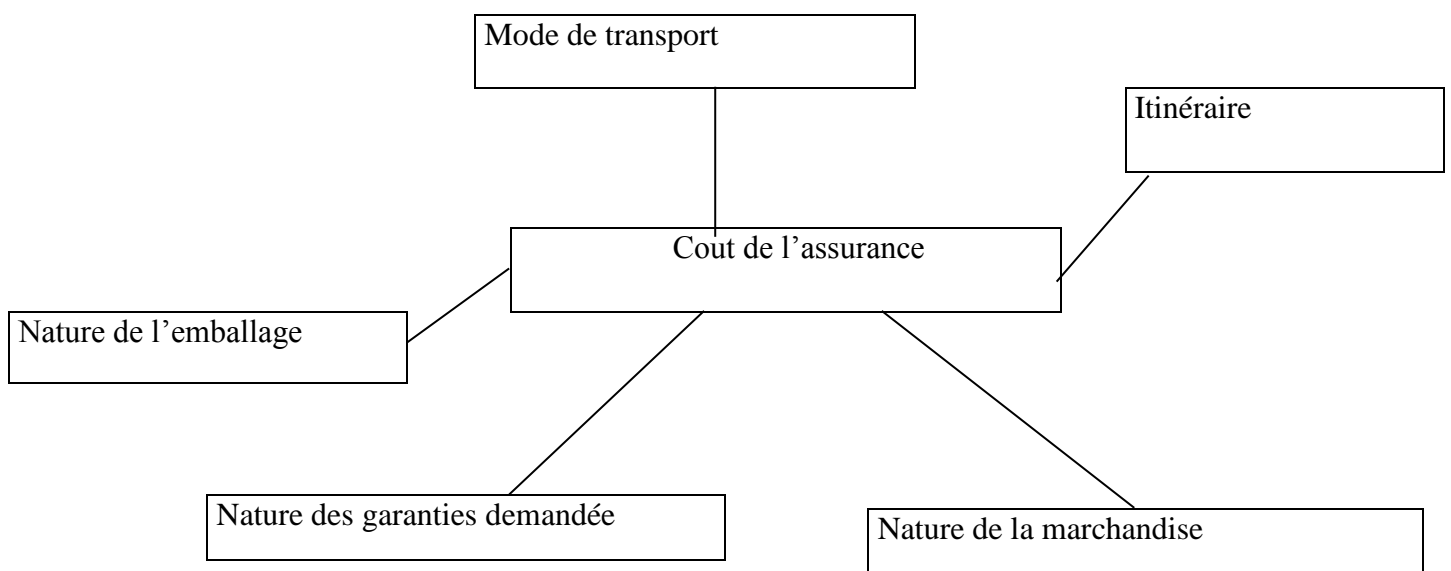 Mode de transport
Itinéraire
Cout de l’assurance
Nature de l’emballage
Nature des garanties demandée
Nature de la marchandise